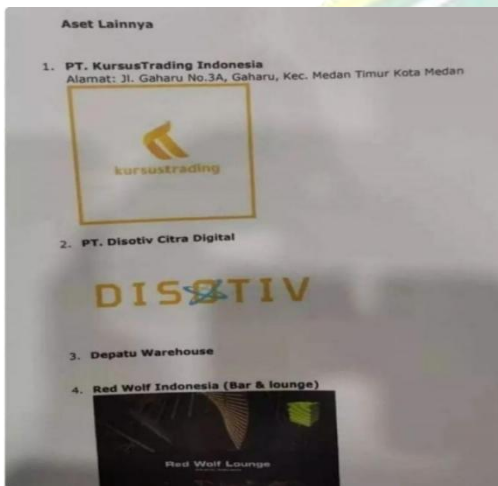 Aset Lainnya
1. PT. KursusTrading Indonesia
Alamat: Jl. Gaharu No.3A, Gaharu, Kec. Medan Timur Kota Medan
kursustrading
2. PT. Disotiv Citra Digital
DISOTIV
3. Depatu Warehouse
4. Red Wolf Indonesia (Bar & lounge)
Red Wolf Lounge